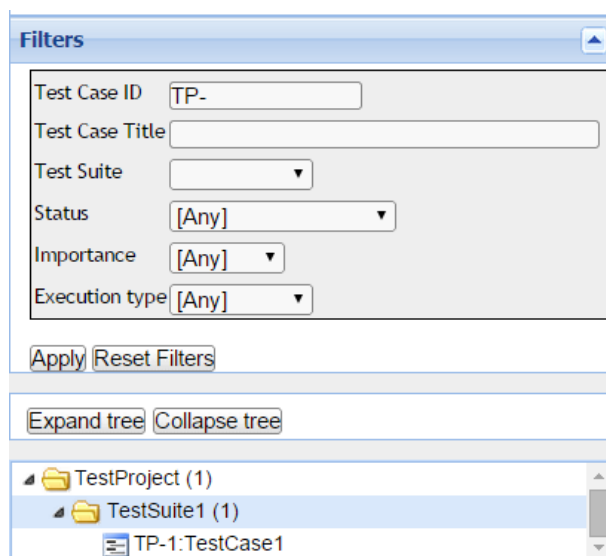 Filters
Test Case ID TP-
Test Case Title
Test Suite
Status [Any]
Importance [Any]
Execution type [Any]
Apply Reset Filters
Expand tree Collapse tree
TestProject (1)
TestSuite1 (1)
TP-1:TestCase1